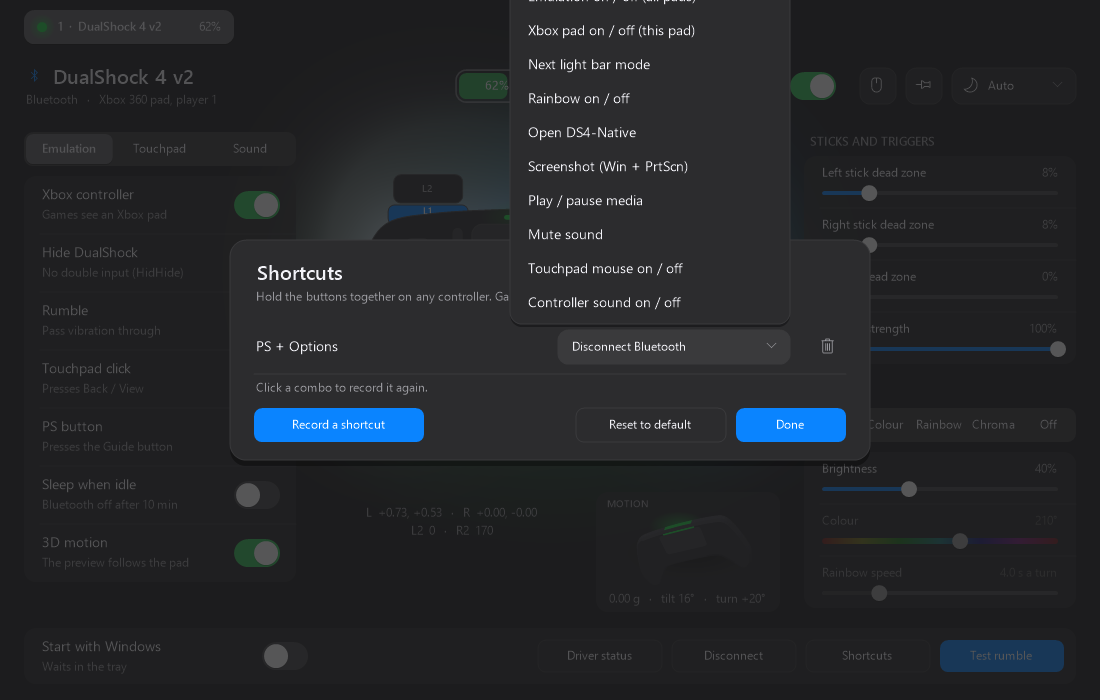 1 · DualShock 4 v2 62%
DualShock 4 v2
Bluetooth · Xbox 360 pad, player 1
62%
Auto
Emulation Touchpad Sound
Xbox controller
Games see an Xbox pad
Hide DualShock
No double input (HidHide)
Rumble
Pass vibration through
Touchpad click
Presses Back / View
PS button
Presses the Guide button
Sleep when idle
Bluetooth off after 10 min
3D motion
The preview follows the pad
L2
L1
Xbox pad on / off (this pad)
Next light bar mode
Rainbow on / off
Open DS4-Native
Screenshot (Win + PrtScn)
Play / pause media
Mute sound
Touchpad mouse on / off
Controller sound on / off
Shortcuts
Hold the buttons together on any controller.
PS + Options
Disconnect Bluetooth
Click a combo to record it again.
Record a shortcut
Reset to default
Done
STICKS AND TRIGGERS
Left stick dead zone 8%
Right stick dead zone 8%
zone 0%
100%
Colour Rainbow Chroma Off
Brightness 40%
Colour 210°
Rainbow speed 4.0 s a turn
L +0.73, +0.53 · R +0.00, -0.00
L2 0 · R2 170
MOTION
0.00 g · tilt 16° · turn +20°
Start with Windows
Waits in the tray
Driver status
Disconnect
Shortcuts
Test rumble